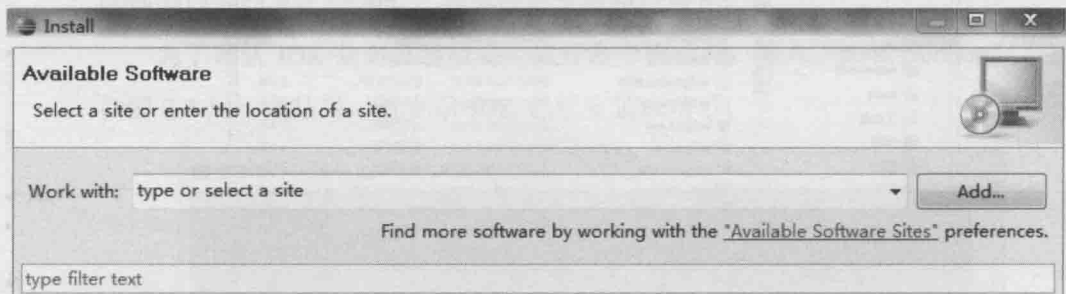 Install
Available Software
Select a site or enter the location of a site.
Work with: type or select a site
Add...
Find more software by working with the "Available Software Sites" preferences.
type filter text